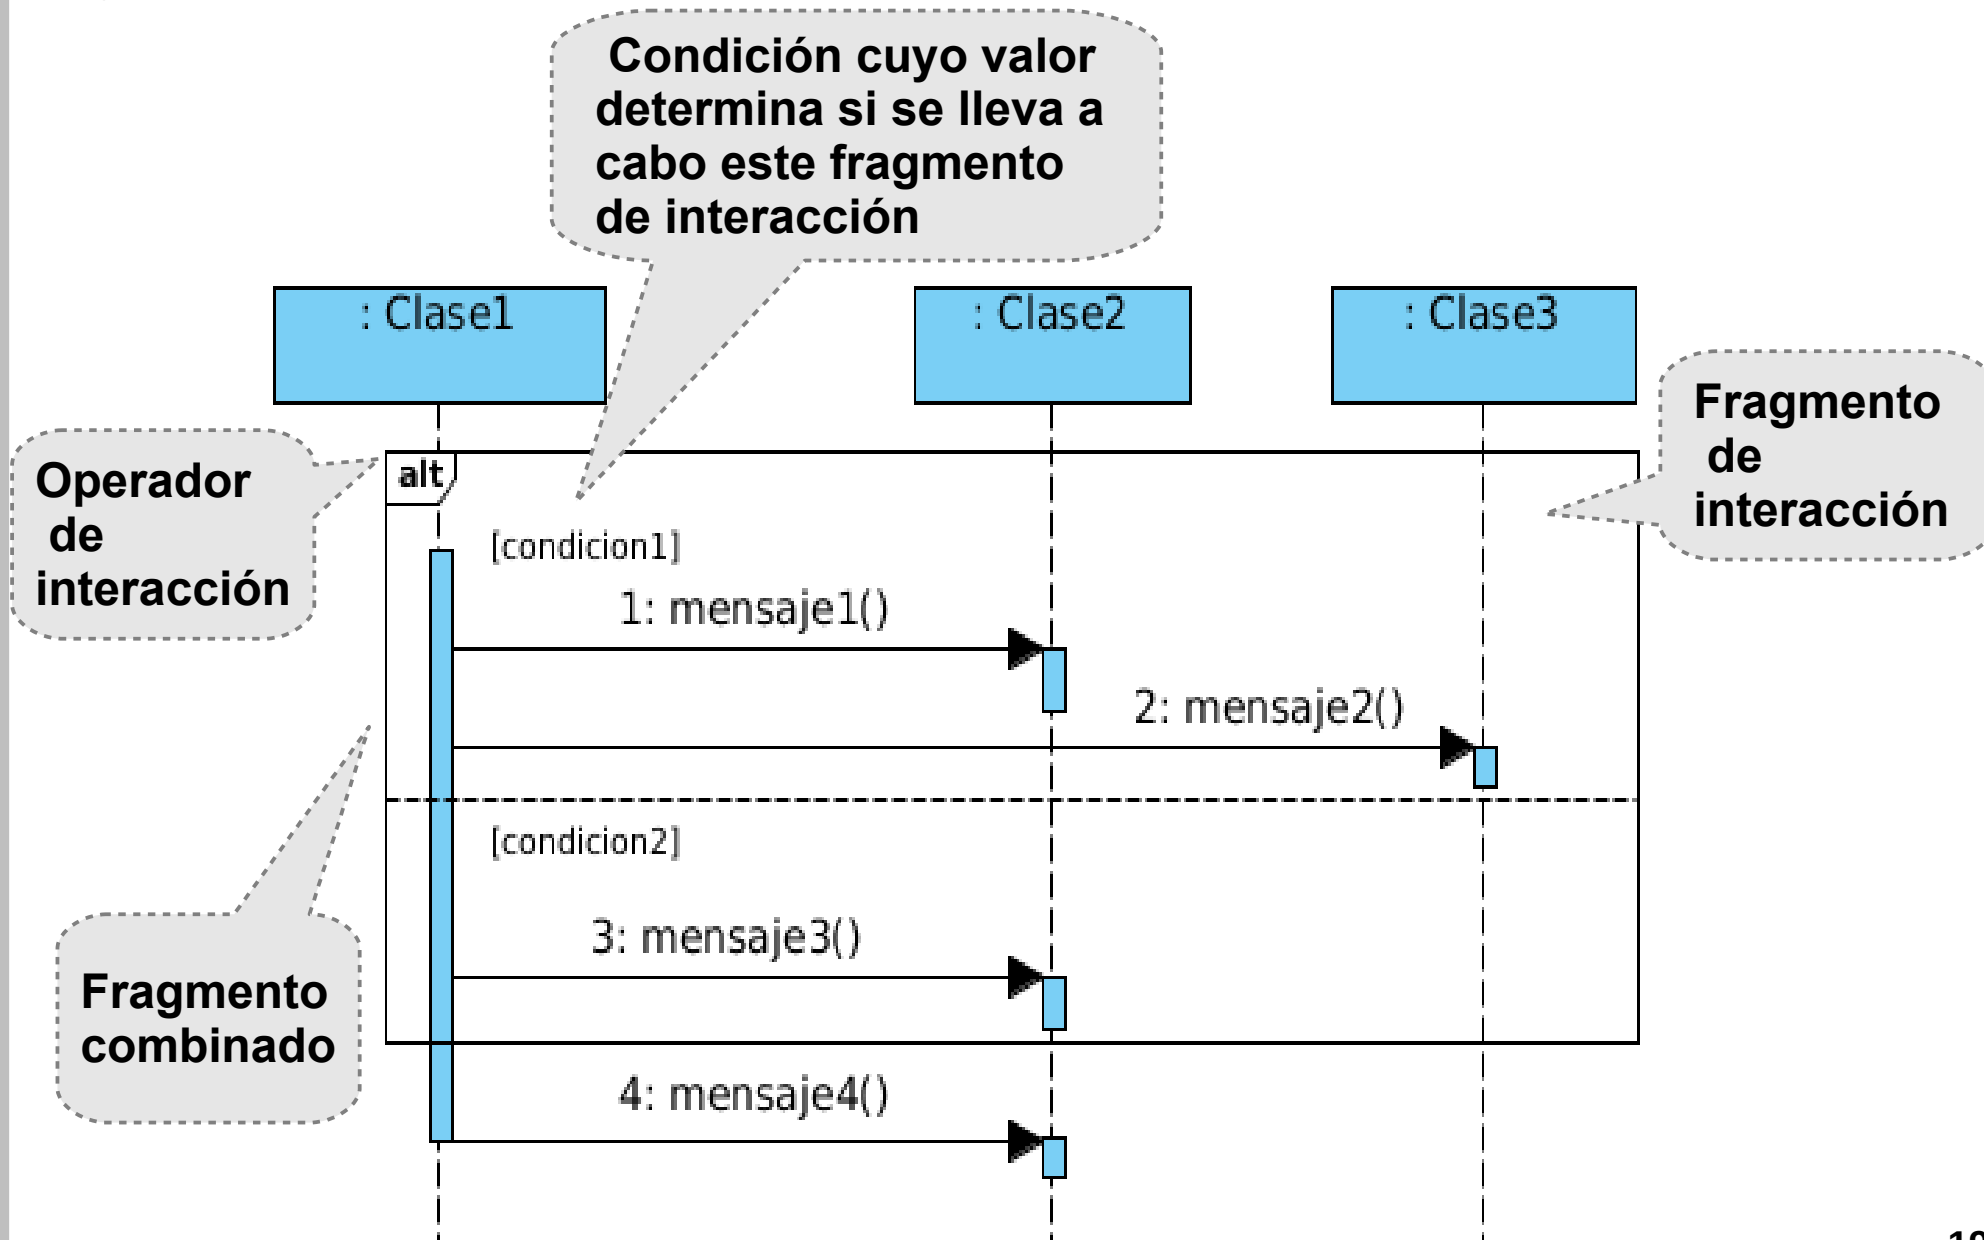 Condición cuyo valor
determina si se lleva a
cabo este fragmento
de interacción
: Clase1
: Clase2
: Clase3
Fragmento
de
interacción
Operador
de
interacción
alt
[condicion1]
1: mensaje1()
2: mensaje2()
[condicion2]
3: mensaje3()
Fragmento
combinado
4: mensaje4()